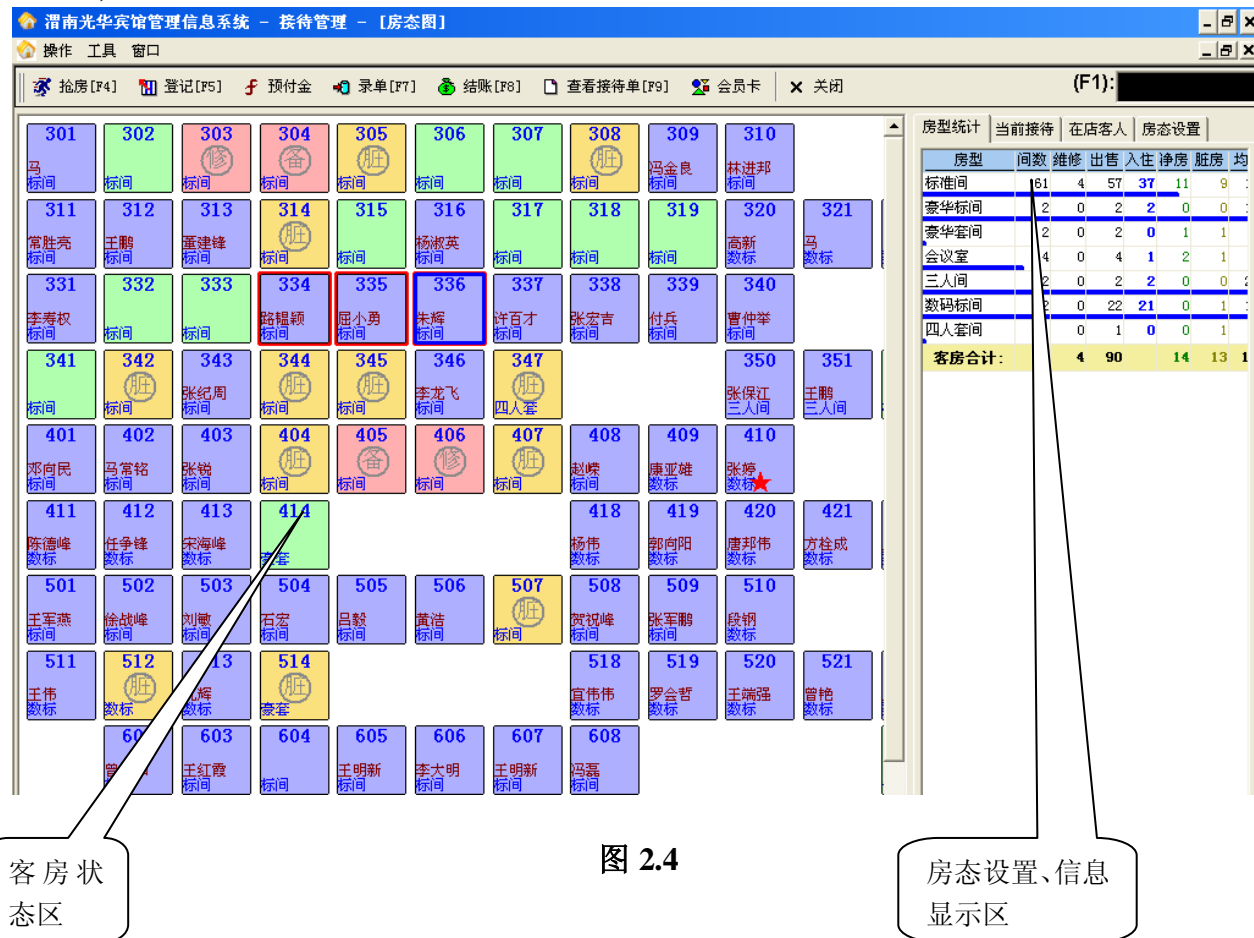 渭南光华宾馆管理信息系统 - 接待管理 - [房态图]
操作 工具 窗口
抢房[F4] 登记[F5] 预付金 录单[F7] 结账[F8] 查看接待单[F9] 会员卡 关闭 (F1):
房型统计 当前接待 在店客人 房态设置
301 302 303 304 305 306 307 308 309 310
修 备 脏 脏
马 冯金良 林进邦
标间 标间 标间 标间 标间 标间 标间 标间 标间 标间
311 312 313 314 315 316 317 318 319 320 321
脏
常胜亮 王鹏 董建锋 杨淑英 高新 马
标间 标间 标间 标间 标间 标间 标间 标间 标间 数标 数标
331 332 333 334 335 336 337 338 339 340
李寿权 路韫颖 屈小勇 朱辉 许百才 张宏吉 付兵 曹仲举
标间 标间 标间 标间 标间 标间 标间 标间 标间 标间
341 342 343 344 345 346 347 350 351
脏 脏 脏 脏
张纪周 李龙飞 张保江 王鹏
标间 标间 标间 标间 标间 标间 四人套 三人间 三人间
401 402 403 404 405 406 407 408 409 410
脏 备 修 脏
邓向民 马常铭 张锐 赵嵘 康亚雄 张婷
标间 标间 标间 标间 标间 标间 标间 标间 数标 数标
411 412 413 414 418 419 420 421
陈德峰 任争锋 宋海峰 杨伟 郭向阳 唐邦伟 方栓成
数标 数标 数标 豪套 数标 数标 数标 数标
501 502 503 504 505 506 507 508 509 510
脏
王军燕 徐战峰 刘敏 石宏 吕毅 黄浩 贺祝峰 张军鹏 段钢
标间 标间 标间 标间 标间 标间 标间 标间 标间 数标
511 512 513 514 518 519 520 521
脏 脏
王伟 辉 宜伟伟 罗会哲 王端强 曾艳
数标 数标 数标 豪套 数标 数标 数标 数标
60 603 604 605 606 607 608
曾 王红霞 王明新 李大明 王明新 冯磊
标间 标间 标间 标间 标间 标间
房型 间数 维修 出售 入住 净房 脏房 均
标准间 61 4 57 37 11 9
豪华标间 2 0 2 2 0 0
豪华套间 2 0 2 0 1 1
会议室 4 0 4 1 2 1
三人间 2 0 2 2 0 0 2
数码标间 2 0 22 21 0 1
四人套间 0 1 0 0 1
客房合计: 4 90 14 13 1
客房状
态区
图 2.4
房态设置、信息
显示区